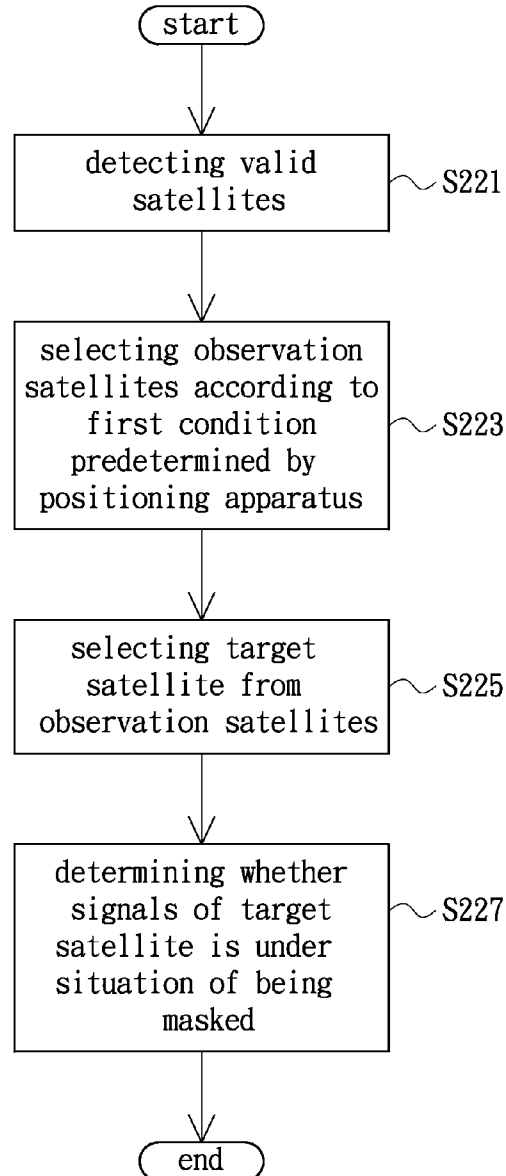 start
detecting valid
satellites
S221
selecting observation
satellites according to
first condition
predetermined by
positioning apparatus
S223
selecting target
satellite from
observation satellites
S225
determining whether
signals of target
satellite is under
situation of being
masked
S227
end